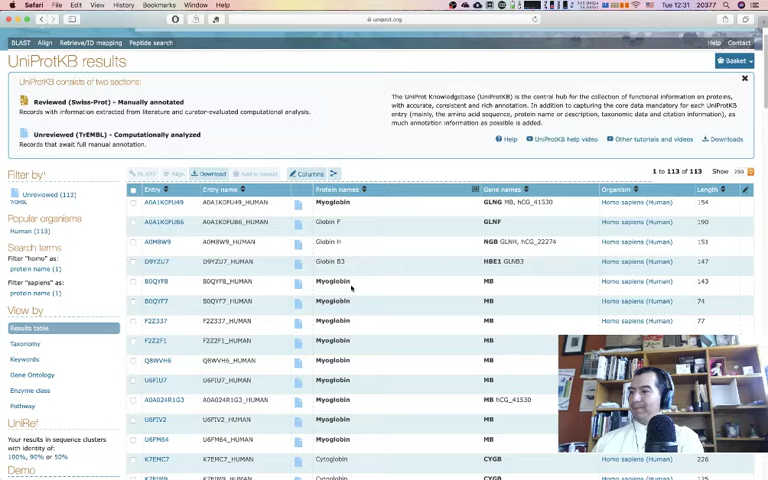 Safari File Edit View History Bookmarks Window Help
Tue 12:31 20377
uniprot.org
BLAST Align Retrieve/ID mapping Peptide search Help Contact
UniProtKB results
Basket
UniProtKB consists of two sections:
Reviewed (Swiss-Prot) - Manually annotated
Records with information extracted from literature and curator-evaluated computational analysis.
Unreviewed (TrEMBL) - Computationally analyzed
Records that await full manual annotation.
The UniProt Knowledgebase (UniProtKB) is the central hub for the collection of functional information on proteins,
with accurate, consistent and rich annotation. In addition to capturing the core data mandatory for each UniProtKB
entry (mainly, the amino acid sequence, protein name or description, taxonomic data and citation information), as
much annotation information as possible is added.
Help UniProtKB help video Other tutorials and videos Downloads
Filter by
Unreviewed (113)
TrEMBL
Popular organisms
Human (113)
Search terms
Filter "homo" as:
protein name (1)
Filter "sapiens" as:
protein name (1)
View by
Results table
Taxonomy
Keywords
Gene Ontology
Enzyme class
Pathway
UniRef
Your results in sequence clusters
with identity of:
100%, 90% or 50%
Demo
BLAST Align Download Add to basket Columns
1 to 113 of 113 Show 250
Entry Entry name Protein names Gene names Organism Length
A0A1K0FU49 A0A1K0FU49_HUMAN Myoglobin GLNG MB, hCG_41530 Homo sapiens (Human) 154
A0A1K0FUB6 A0A1K0FUB6_HUMAN Globin F GLNF Homo sapiens (Human) 190
A0M8W9 A0M8W9_HUMAN Globin H NGB GLNH, hCG_22274 Homo sapiens (Human) 151
D9YZU7 D9YZU7_HUMAN Globin B3 HBE1 GLNB3 Homo sapiens (Human) 147
B0QYF8 B0QYF8_HUMAN Myoglobin MB Homo sapiens (Human) 143
B0QYF7 B0QYF7_HUMAN Myoglobin MB Homo sapiens (Human) 74
F2Z337 F2Z337_HUMAN Myoglobin MB Homo sapiens (Human) 77
F2Z2F1 F2Z2F1_HUMAN Myoglobin MB
Q8WVH6 Q8WVH6_HUMAN Myoglobin MB
U6FIU7 U6FIU7_HUMAN Myoglobin MB
A0A024R1G3 A0A024R1G3_HUMAN Myoglobin MB hCG_41530
U6FIV2 U6FIV2_HUMAN Myoglobin MB
U6FM64 U6FM64_HUMAN Myoglobin MB
K7EMC7 K7EMC7_HUMAN Cytoglobin CYGB Homo sapiens (Human) 226